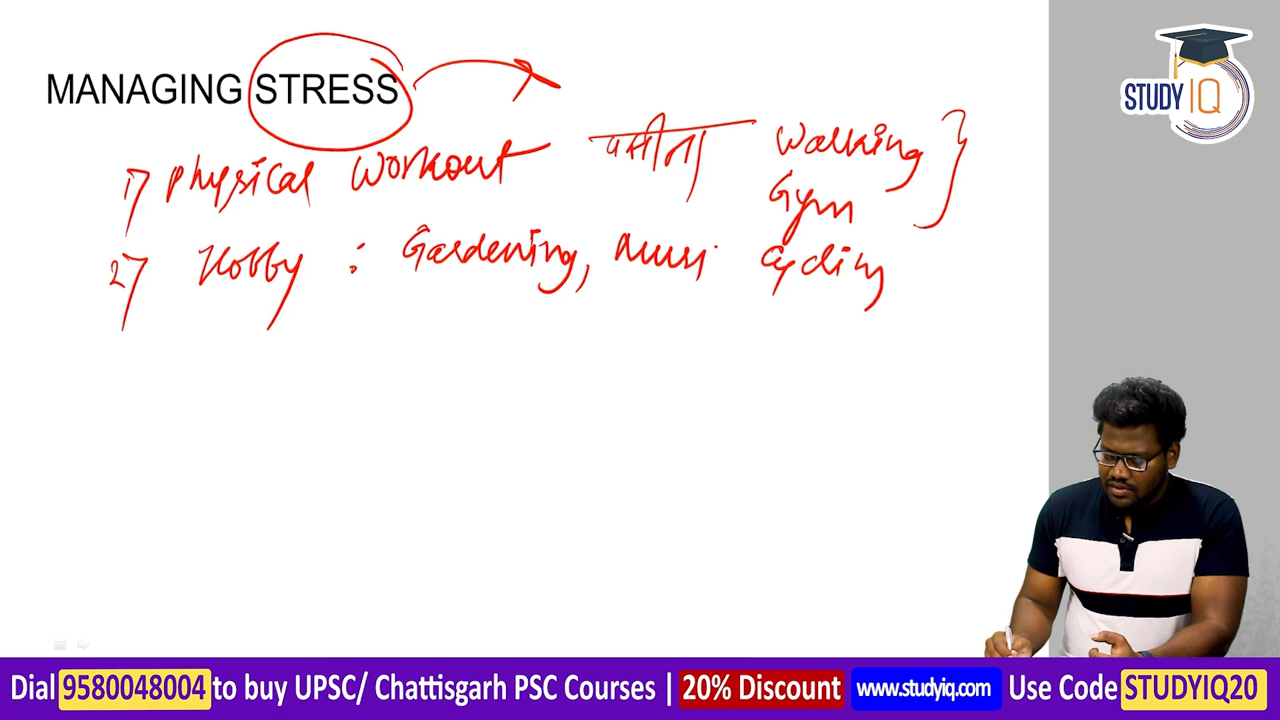 MANAGING STRESS
STUDY IQ
1) Physical Workout पसीना Walking
Gym
2) Hobby : Gardening, Cycling
Dial 9580048004 to buy UPSC/ Chattisgarh PSC Courses | 20% Discount www.studyiq.com Use Code STUDYIQ20